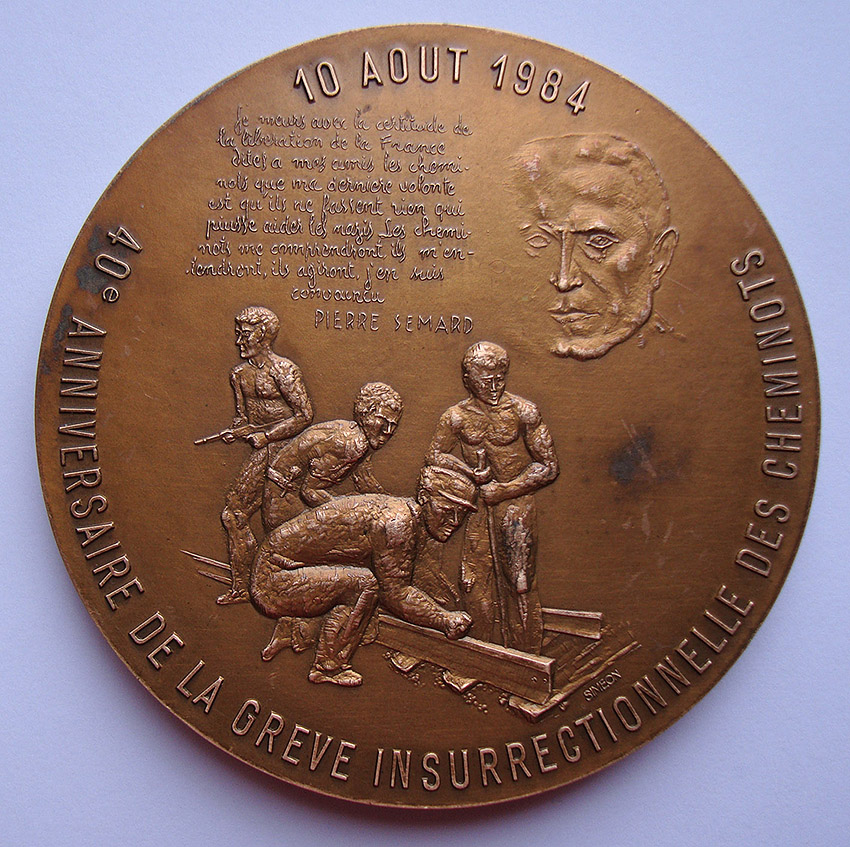 10 AOUT 1984
Je meurs avec la certitude de
la libération de la France
dites a mes amis les chemi-
nots que ma dernière volonte
est qu'ils ne fassent rien qui
puisse aider les nazis Les chemi-
nots me comprendront, ils m'en-
tendront, ils agiront, j'en suis
convaincu
PIERRE SEMARD
40e ANNIVERSAIRE DE LA GREVE INSURRECTIONNELLE DES CHEMINOTS
SIMEON